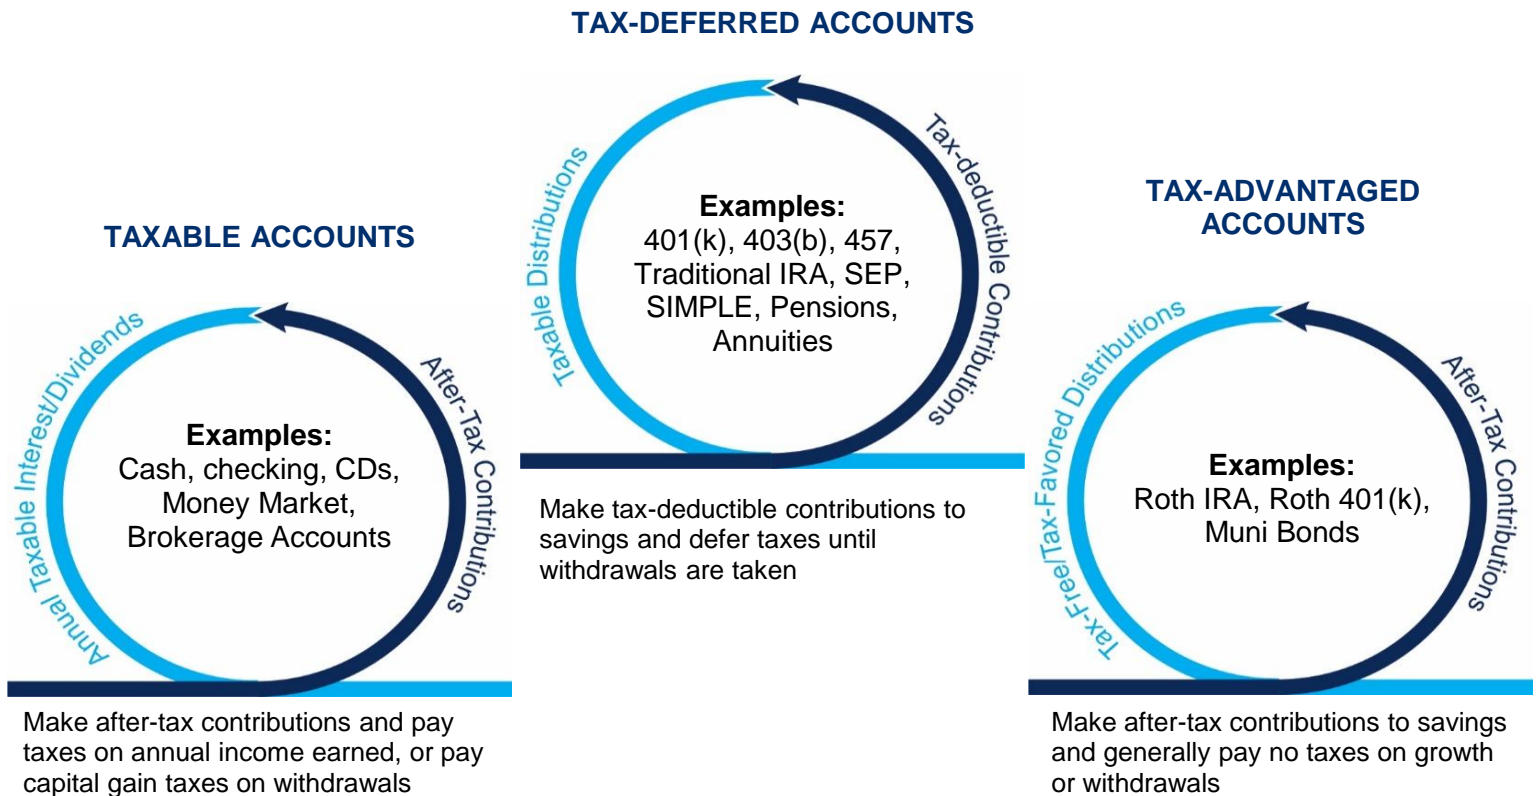 TAX-DEFERRED ACCOUNTS
Taxable Distributions
Tax-deductible Contributions
Examples:
401(k), 403(b), 457,
Traditional IRA, SEP,
SIMPLE, Pensions,
Annuities
Make tax-deductible contributions to
savings and defer taxes until
withdrawals are taken
TAXABLE ACCOUNTS
Annual Taxable Interest/Dividends
After-Tax Contributions
Examples:
Cash, checking, CDs,
Money Market,
Brokerage Accounts
Make after-tax contributions and pay
taxes on annual income earned, or pay
capital gain taxes on withdrawals
TAX-ADVANTAGED
ACCOUNTS
Tax-Free/Tax-Favored Distributions
After-Tax Contributions
Examples:
Roth IRA, Roth 401(k),
Muni Bonds
Make after-tax contributions to savings
and generally pay no taxes on growth
or withdrawals